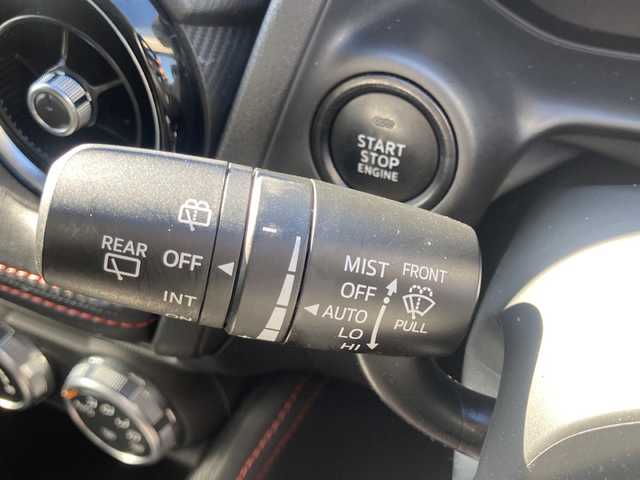 START
STOP
ENGINE
REAR
OFF
INT
MIST
OFF
AUTO
LO
HI
FRONT
PULL